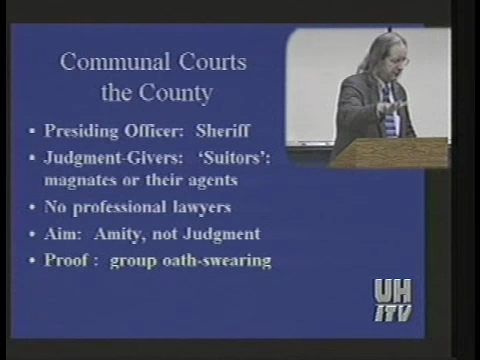 Communal Courts
the County
▪ Presiding Officer: Sheriff
▪ Judgment-Givers: 'Suitors':
magnates or their agents
▪ No professional lawyers
▪ Aim: Amity, not Judgment
▪ Proof : group oath-swearing
UH
ITV